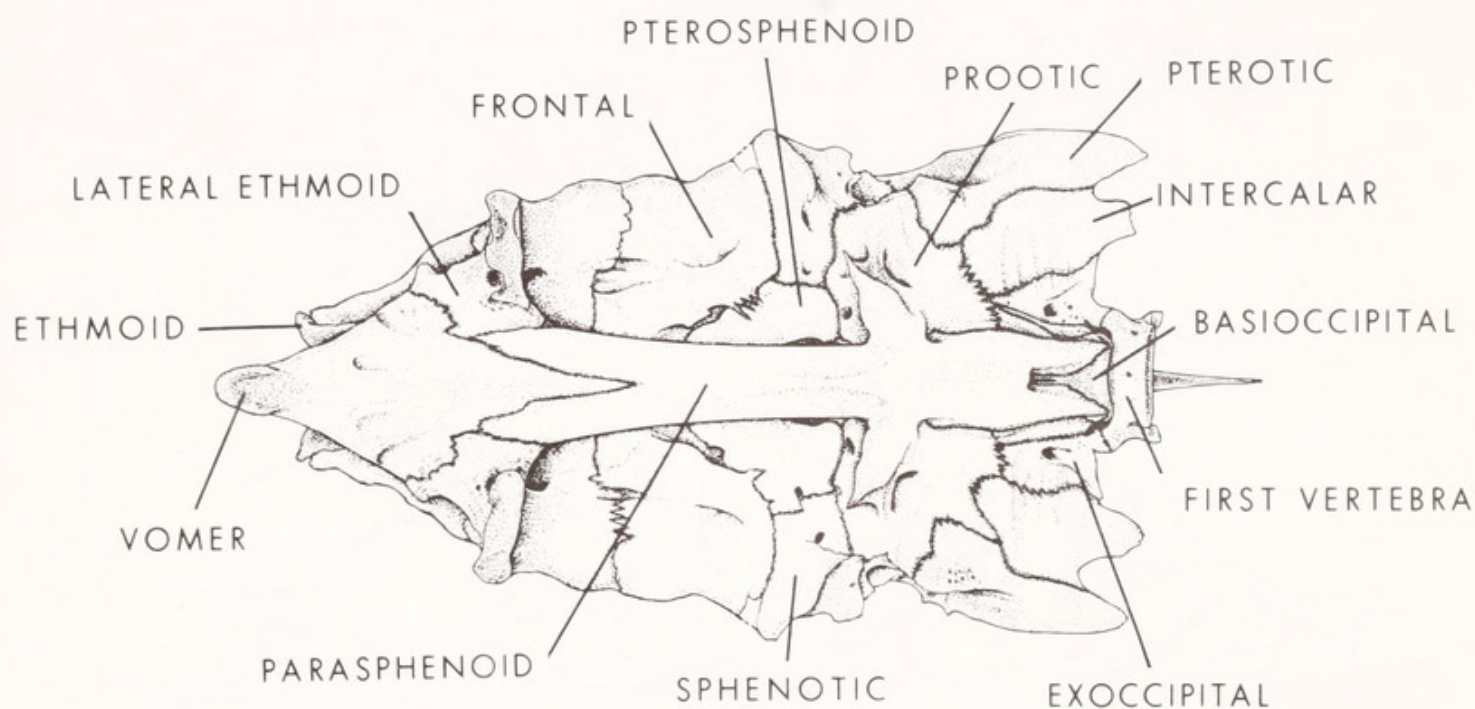 PTEROSPHENOID
PROOTIC
PTEROTIC
FRONTAL
LATERAL ETHMOID
INTERCALAR
ETHMOID
BASIOCCIPITAL
FIRST VERTEBRA
VOMER
PARASPHENOID
SPHENOTIC
EXOCCIPITAL